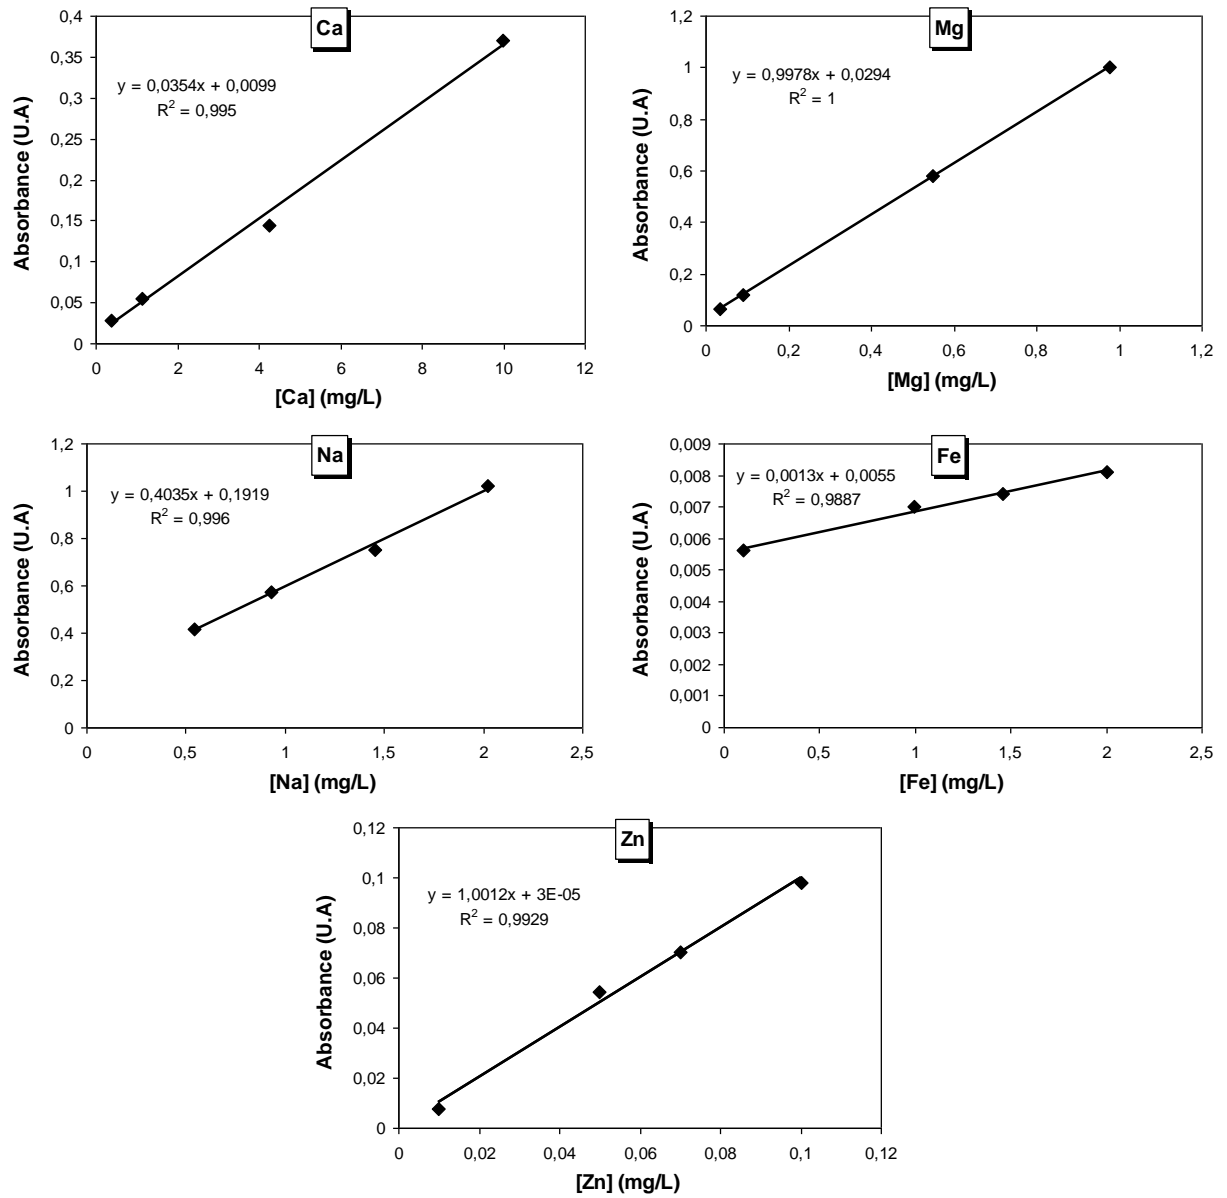 Ca
y = 0,0354x + 0,0099
R2 = 0,995
Absborbance (U.A)
0,4
0,35
0,3
0,25
0,2
0,15
0,1
0,05
0
0 2 4 6 8 10 12
[Ca] (mg/L)
Mg
y = 0,9978x + 0,0294
R2 = 1
Absorbance (U.A)
1,2
1
0,8
0,6
0,4
0,2
0
0 0,2 0,4 0,6 0,8 1 1,2
[Mg] (mg/L)
Na
y = 0,4035x + 0,1919
R2 = 0,996
Absorbance (U.A)
1,2
1
0,8
0,6
0,4
0,2
0
0 0,5 1 1,5 2 2,5
[Na] (mg/L)
Fe
y = 0,0013x + 0,0055
R2 = 0,9887
Absorbance (U.A)
0,009
0,008
0,007
0,006
0,005
0,004
0,003
0,002
0,001
0
0 0,5 1 1,5 2 2,5
[Fe] (mg/L)
Zn
y = 1,0012x + 3E-05
R2 = 0,9929
Absorbance (U.A)
0,12
0,1
0,08
0,06
0,04
0,02
0
0 0,02 0,04 0,06 0,08 0,1 0,12
[Zn] (mg/L)